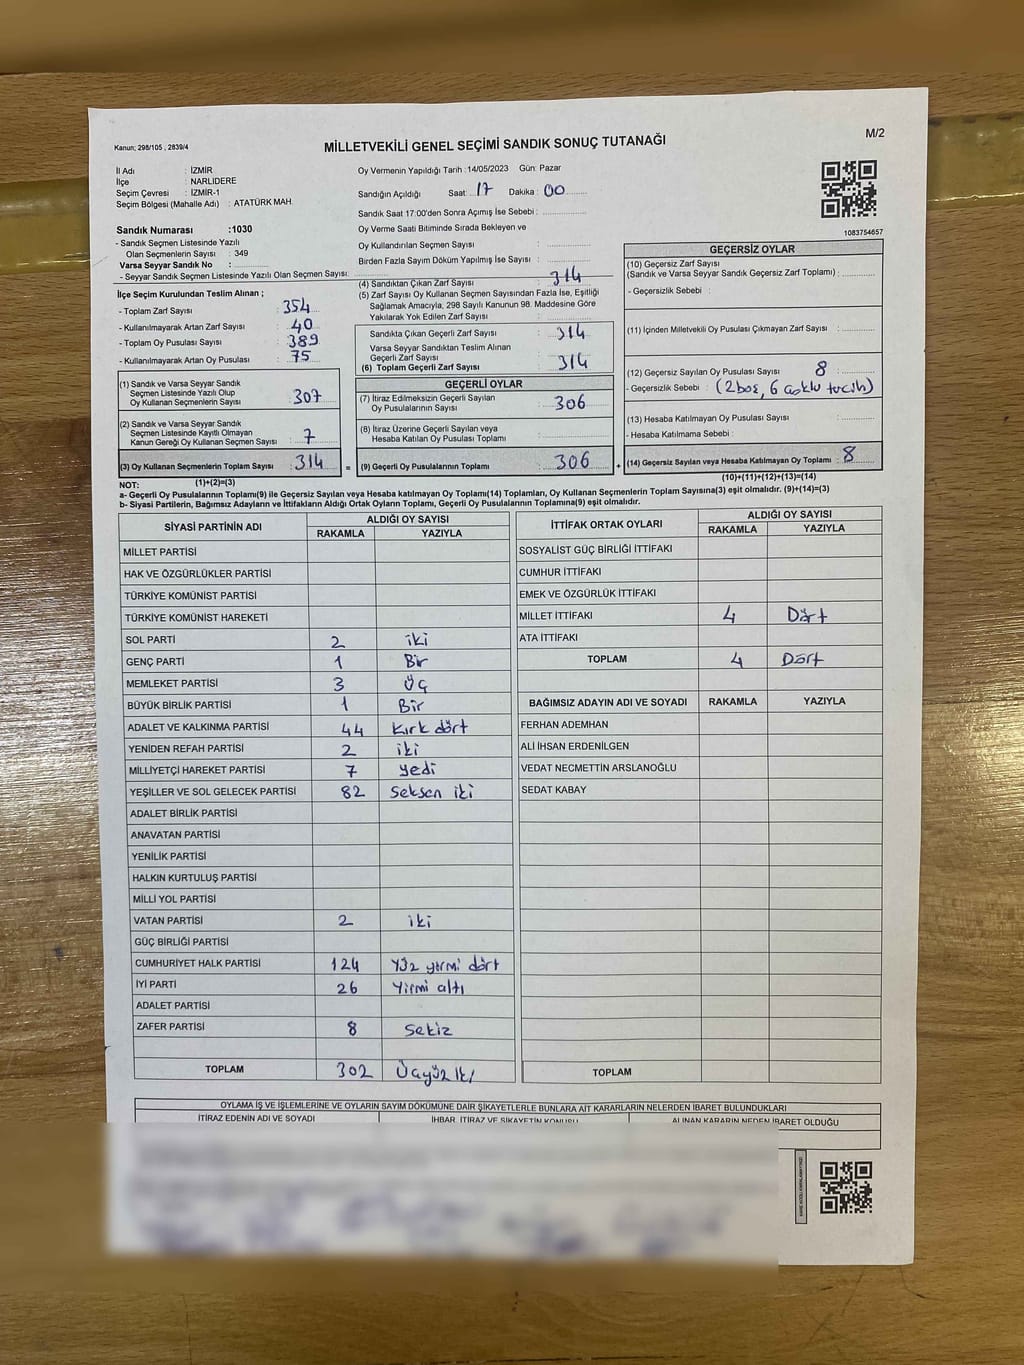 Kanun; 298/105 , 2839/4
MİLLETVEKİLİ GENEL SEÇİMİ SANDIK SONUÇ TUTANAĞI
M/2
İl Adı : İZMİR
İlçe : NARLIDERE
Seçim Çevresi : İZMİR-1
Seçim Bölgesi (Mahalle Adı) : ATATÜRK MAH.
Sandık Numarası :1030
- Sandık Seçmen Listesinde Yazılı
Olan Seçmenlerin Sayısı : 349
Varsa Seyyar Sandık No :
- Seyyar Sandık Seçmen Listesinde Yazılı Olan Seçmen Sayısı:
Oy Vermenin Yapıldığı Tarih :14/05/2023 Gün: Pazar
Sandığın Açıldığı Saat: 17 Dakika : 00
Sandık Saat 17:00'den Sonra Açımış İse Sebebi :
Oy Verme Saati Bitiminde Sırada Bekleyen ve
Oy Kullandırılan Seçmen Sayısı :
Birden Fazla Sayım Döküm Yapılmış İse Sayısı :
1083754657
İlçe Seçim Kurulundan Teslim Alınan ;
- Toplam Zarf Sayısı : 354
- Kullanılmayarak Artan Zarf Sayısı : 40
- Toplam Oy Pusulası Sayısı : 389
- Kullanılmayarak Artan Oy Pusulası : 75
(4) Sandıktan Çıkan Zarf Sayısı : 314
(5) Zarf Sayısı Oy Kullanan Seçmen Sayısından Fazla İse, Eşitliği
Sağlamak Amacıyla, 298 Sayılı Kanunun 98. Maddesine Göre
Yakılarak Yok Edilen Zarf Sayısı :
Sandıkta Çıkan Geçerli Zarf Sayısı : 314
Varsa Seyyar Sandıktan Teslim Alınan
Geçerli Zarf Sayısı :
(6) Toplam Geçerli Zarf Sayısı : 314
(1) Sandık ve Varsa Seyyar Sandık
Seçmen Listesinde Yazılı Olup
Oy Kullanan Seçmenlerin Sayısı : 307
(2) Sandık ve Varsa Seyyar Sandık
Seçmen Listesinde Kayıtlı Olmayan
Kanun Gereği Oy Kullanan Seçmen Sayısı : 7
(3) Oy Kullanan Seçmenlerin Toplam Sayısı : 314 =
GEÇERLİ OYLAR
(7) İtiraz Edilmeksizin Geçerli Sayılan
Oy Pusulalarının Sayısı : 306
(8) İtiraz Üzerine Geçerli Sayılan veya
Hesaba Katılan Oy Pusulası Toplamı :
(9) Geçerli Oy Pusulalarının Toplamı : 306 +
GEÇERSİZ OYLAR
(10) Geçersiz Zarf Sayısı
(Sandık ve Varsa Seyyar Sandık Geçersiz Zarf Toplamı) :
- Geçersizlik Sebebi :
(11) İçinden Milletvekili Oy Pusulası Çıkmayan Zarf Sayısı :
(12) Geçersiz Sayılan Oy Pusulası Sayısı : 8
- Geçersizlik Sebebi : (2boş, 6 çoklu tercih)
(13) Hesaba Katılmayan Oy Pusulası Sayısı :
- Hesaba Katılmama Sebebi :
(14) Geçersiz Sayılan veya Hesaba Katılmayan Oy Toplamı : 8
NOT: (1)+(2)=(3)
(10)+(11)+(12)+(13)=(14)
a- Geçerli Oy Pusulalarının Toplamı(9) ile Geçersiz Sayılan veya Hesaba katılmayan Oy Toplamı(14) Toplamları, Oy Kullanan Seçmenlerin Toplam Sayısına(3) eşit olmalıdır. (9)+(14)=(3)
b- Siyasi Partilerin, Bağımsız Adayların ve İttifakların Aldığı Ortak Oyların Toplamı, Geçerli Oy Pusulalarının Toplamına(9) eşit olmalıdır.
SİYASİ PARTİNİN ADI
ALDIĞI OY SAYISI
RAKAMLA YAZIYLA
MİLLET PARTİSİ
HAK VE ÖZGÜRLÜKLER PARTİSİ
TÜRKİYE KOMÜNİST PARTİSİ
TÜRKİYE KOMÜNİST HAREKETİ
SOL PARTİ 2 iki
GENÇ PARTİ 1 Bir
MEMLEKET PARTİSİ 3 Üç
BÜYÜK BİRLİK PARTİSİ 1 Bir
ADALET VE KALKINMA PARTİSİ 44 Kırk dört
YENİDEN REFAH PARTİSİ 2 iki
MİLLİYETÇİ HAREKET PARTİSİ 7 yedi
YEŞİLLER VE SOL GELECEK PARTİSİ 82 Seksen iki
ADALET BİRLİK PARTİSİ
ANAVATAN PARTİSİ
YENİLİK PARTİSİ
HALKIN KURTULUŞ PARTİSİ
MİLLİ YOL PARTİSİ
VATAN PARTİSİ 2 iki
GÜÇ BİRLİĞİ PARTİSİ
CUMHURİYET HALK PARTİSİ 124 Yüz yirmi dört
İYİ PARTİ 26 Yirmi altı
ADALET PARTİSİ
ZAFER PARTİSİ 8 Sekiz
TOPLAM 302 Üçyüz iki
İTTİFAK ORTAK OYLARI
ALDIĞI OY SAYISI
RAKAMLA YAZIYLA
SOSYALİST GÜÇ BİRLİĞİ İTTİFAKI
CUMHUR İTTİFAKI
EMEK VE ÖZGÜRLÜK İTTİFAKI
MİLLET İTTİFAKI 4 Dört
ATA İTTİFAKI
TOPLAM 4 Dört
BAĞIMSIZ ADAYIN ADI VE SOYADI RAKAMLA YAZIYLA
FERHAN ADEMHAN
ALİ İHSAN ERDENİLGEN
VEDAT NECMETTİN ARSLANOĞLU
SEDAT KABAY
TOPLAM
OYLAMA İŞ VE İŞLEMLERİNE VE OYLARIN SAYIM DÖKÜMÜNE DAİR ŞİKAYETLERLE BUNLARA AİT KARARLARIN NELERDEN İBARET BULUNDUKLARI
İTİRAZ EDENİN ADI VE SOYADI İHBAR, İTİRAZ VE ŞİKAYETİN KONUSU ALINAN KARARIN NEDEN İBARET OLDUĞU